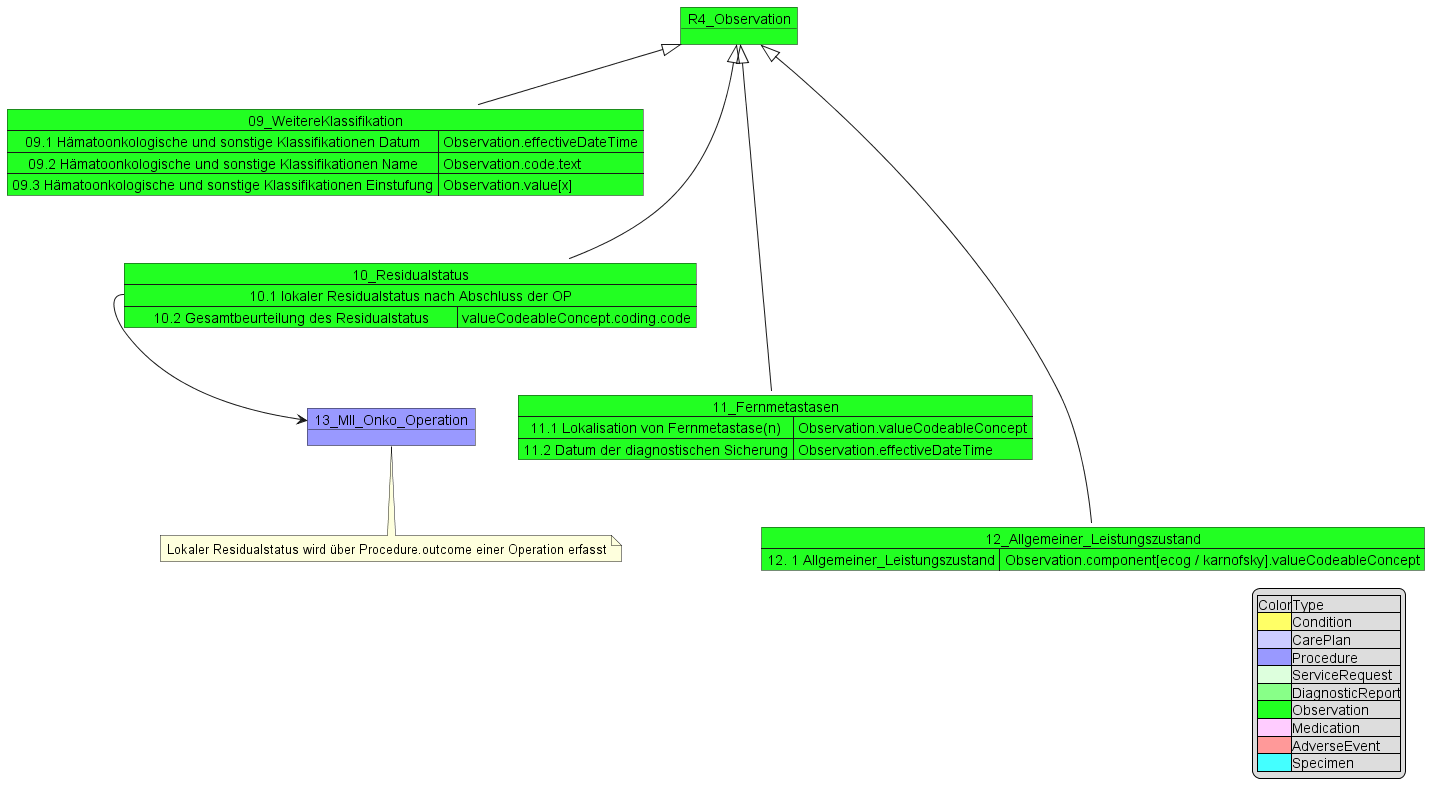 R4_Observation
09_WeitereKlassifikation
09.1 Hämatoonkologische und sonstige Klassifikationen Datum Observation.effectiveDateTime
09.2 Hämatoonkologische und sonstige Klassifikationen Name Observation.code.text
09.3 Hämatoonkologische und sonstige Klassifikationen Einstufung Observation.value[x]
10_Residualstatus
10.1 lokaler Residualstatus nach Abschluss der OP
10.2 Gesamtbeurteilung des Residualstatus valueCodeableConcept.coding.code
13_MII_Onko_Operation
11_Fernmetastasen
11.1 Lokalisation von Fernmetastase(n) Observation.valueCodeableConcept
11.2 Datum der diagnostischen Sicherung Observation.effectiveDateTime
Lokaler Residualstatus wird über Procedure.outcome einer Operation erfasst
12_Allgemeiner_Leistungszustand
12. 1 Allgemeiner_Leistungszustand Observation.component[ecog / karnofsky].valueCodeableConcept
Color Type
Condition
CarePlan
Procedure
ServiceRequest
DiagnosticReport
Observation
Medication
AdverseEvent
Specimen